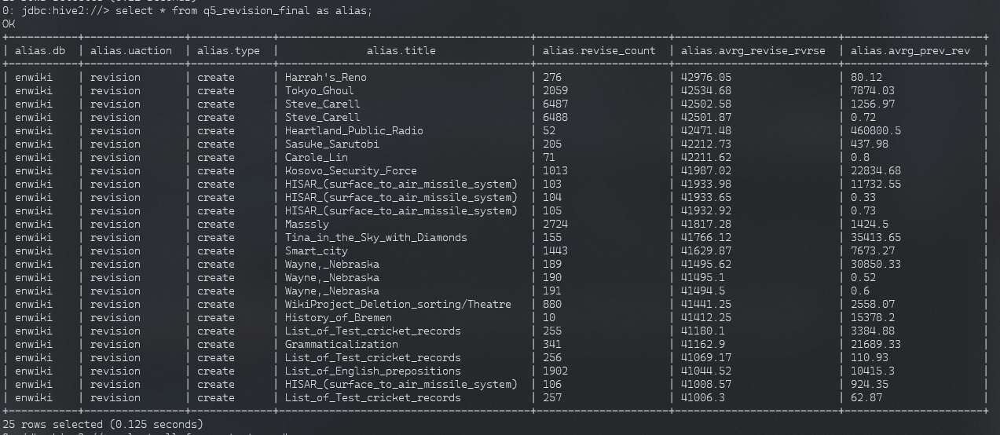 0: jdbc:hive2://> select * from q5_revision_final as alias;
OK
| alias.db | alias.uaction | alias.type | alias.title | alias.revise_count | alias.avrg_revise_rvrse | alias.avrg_prev_rev |
| enwiki | revision | create | Harrah's_Reno | 276 | 42976.05 | 80.12 |
| enwiki | revision | create | Tokyo_Ghoul | 2059 | 42534.68 | 7874.03 |
| enwiki | revision | create | Steve_Carell | 6487 | 42502.58 | 1256.97 |
| enwiki | revision | create | Steve_Carell | 6488 | 42501.87 | 0.72 |
| enwiki | revision | create | Heartland_Public_Radio | 52 | 42471.48 | 460800.5 |
| enwiki | revision | create | Sasuke_Sarutobi | 205 | 42212.73 | 437.98 |
| enwiki | revision | create | Carole_Lin | 71 | 42211.62 | 0.8 |
| enwiki | revision | create | Kosovo_Security_Force | 1013 | 41987.02 | 22834.68 |
| enwiki | revision | create | HISAR_(surface_to_air_missile_system) | 103 | 41933.98 | 11732.55 |
| enwiki | revision | create | HISAR_(surface_to_air_missile_system) | 104 | 41933.65 | 0.33 |
| enwiki | revision | create | HISAR_(surface_to_air_missile_system) | 105 | 41932.92 | 0.73 |
| enwiki | revision | create | Masssly | 2724 | 41817.28 | 1424.5 |
| enwiki | revision | create | Tina_in_the_Sky_with_Diamonds | 155 | 41766.12 | 35413.65 |
| enwiki | revision | create | Smart_city | 1443 | 41629.87 | 7673.27 |
| enwiki | revision | create | Wayne,_Nebraska | 189 | 41495.62 | 30850.33 |
| enwiki | revision | create | Wayne,_Nebraska | 190 | 41495.1 | 0.52 |
| enwiki | revision | create | Wayne,_Nebraska | 191 | 41494.5 | 0.6 |
| enwiki | revision | create | WikiProject_Deletion_sorting/Theatre | 880 | 41441.25 | 2558.07 |
| enwiki | revision | create | History_of_Bremen | 10 | 41412.25 | 15378.2 |
| enwiki | revision | create | List_of_Test_cricket_records | 255 | 41180.1 | 3384.88 |
| enwiki | revision | create | Grammaticalization | 341 | 41162.9 | 21689.33 |
| enwiki | revision | create | List_of_Test_cricket_records | 256 | 41069.17 | 110.93 |
| enwiki | revision | create | List_of_English_prepositions | 1902 | 41044.52 | 10415.3 |
| enwiki | revision | create | HISAR_(surface_to_air_missile_system) | 106 | 41008.57 | 924.35 |
| enwiki | revision | create | List_of_Test_cricket_records | 257 | 41006.3 | 62.87 |
25 rows selected (0.125 seconds)